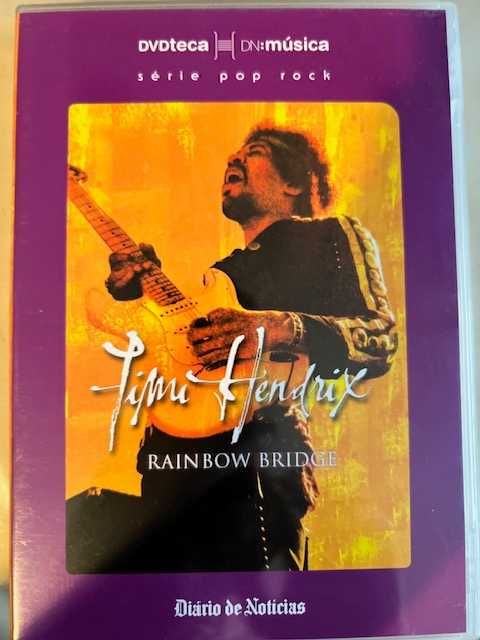 DVDteca DN:música
série pop rock
Jimi Hendrix
RAINBOW BRIDGE
Diário de Notícias